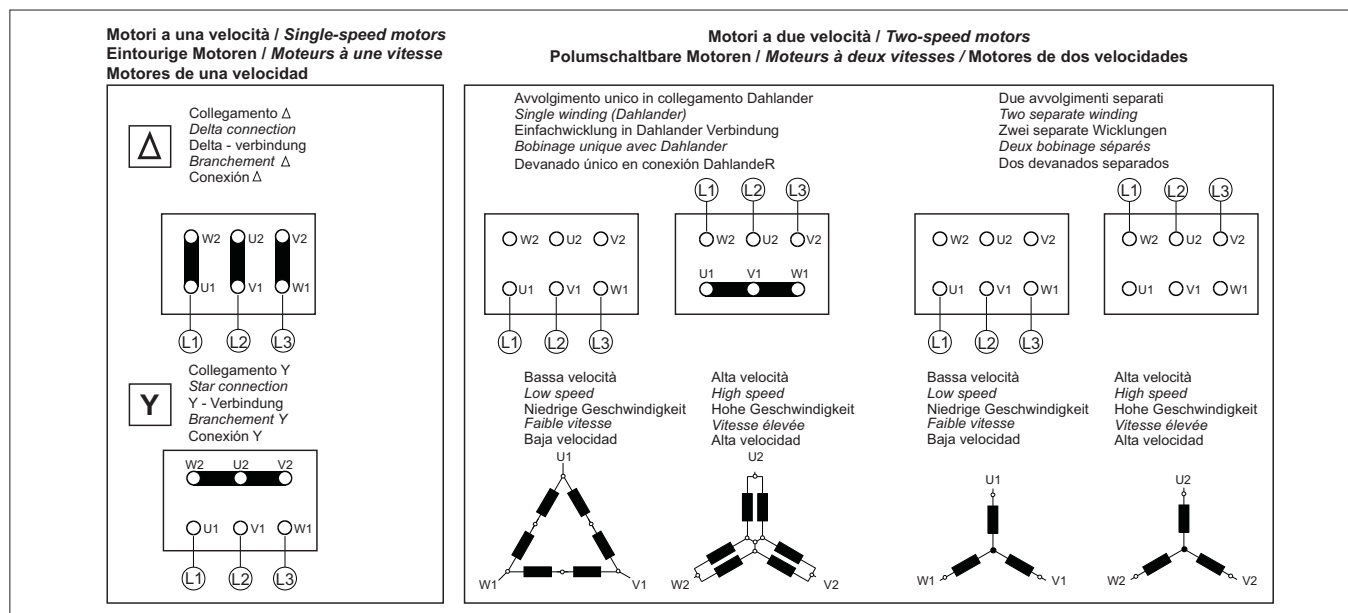 Motori a una velocità / Single-speed motors
Eintourige Motoren / Moteurs à une vitesse
Motores de una velocidad
Collegamento Δ
Delta connection
Delta - verbindung
Branchement Δ
Conexión Δ
Δ
W2 U2 V2
U1 V1 W1
L1 L2 L3
Collegamento Y
Star connection
Y - Verbindung
Branchement Y
Conexión Y
Y
W2 U2 V2
U1 V1 W1
L1 L2 L3
Motori a due velocità / Two-speed motors
Polumschaltbare Motoren / Moteurs à deux vitesses / Motores de dos velocidades
Avvolgimento unico in collegamento Dahlander
Single winding (Dahlander)
Einfachwicklung in Dahlander Verbindung
Bobinage unique avec Dahlander
Devanado único en conexión DahlandeR
W2 U2 V2
U1 V1 W1
L1 L2 L3
Bassa velocità
Low speed
Niedrige Geschwindigkeit
Faible vitesse
Baja velocidad
U1
W1 V1
L1 L2 L3
W2 U2 V2
U1 V1 W1
Alta velocità
High speed
Hohe Geschwindigkeit
Vitesse élevée
Alta velocidad
U2
W2 V2
Due avvolgimenti separati
Two separate winding
Zwei separate Wicklungen
Deux bobinage séparés
Dos devanados separados
W2 U2 V2
U1 V1 W1
L1 L2 L3
Bassa velocità
Low speed
Niedrige Geschwindigkeit
Faible vitesse
Baja velocidad
U1
W1 V1
L1 L2 L3
W2 U2 V2
U1 V1 W1
Alta velocità
High speed
Hohe Geschwindigkeit
Vitesse élevée
Alta velocidad
U2
W2 V2